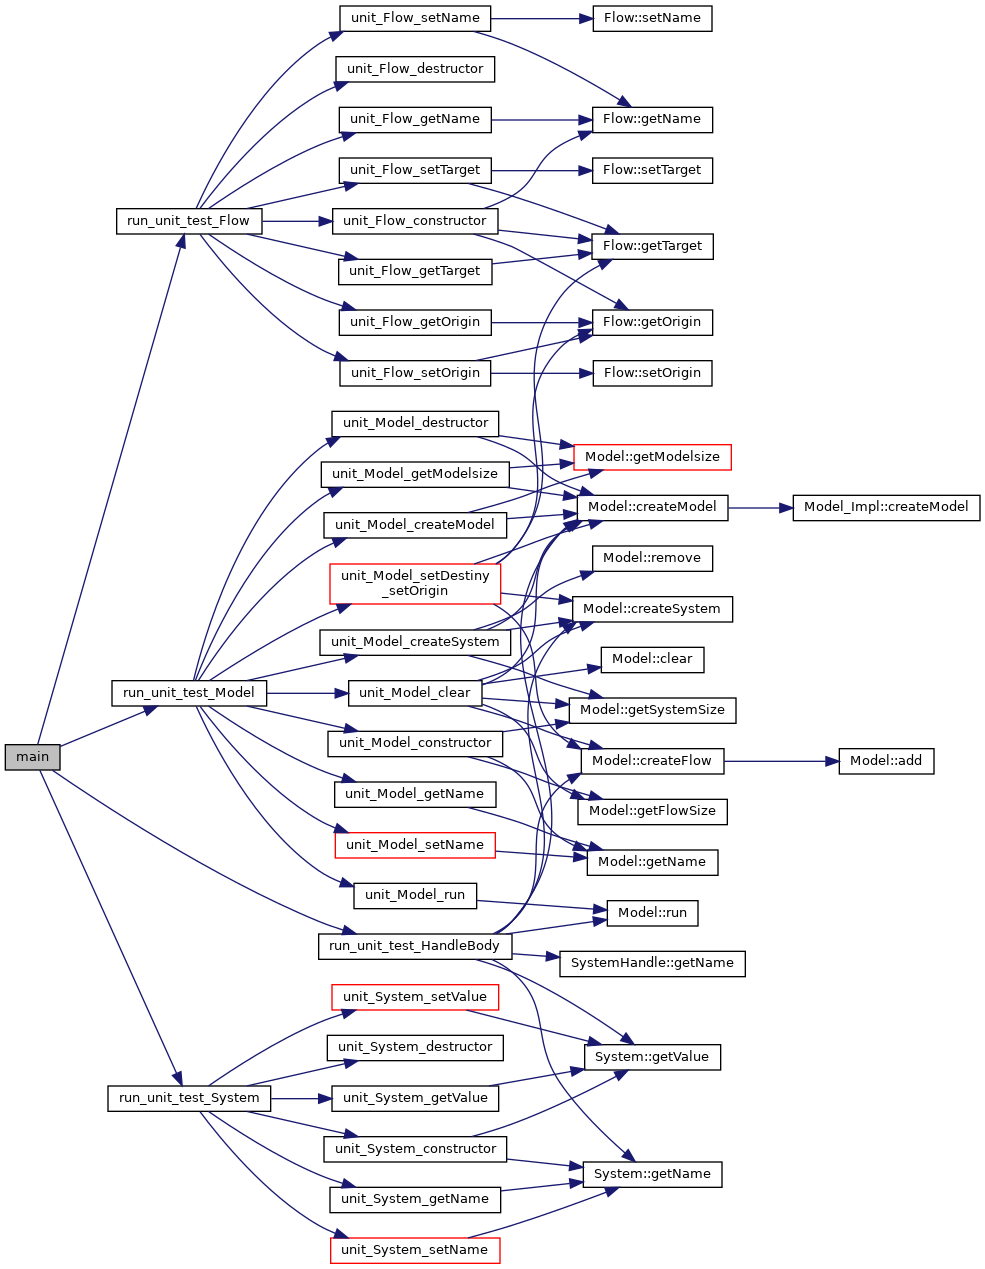 main
run_unit_test_Flow
run_unit_test_Model
run_unit_test_HandleBody
run_unit_test_System
unit_Flow_setName
unit_Flow_destructor
unit_Flow_getName
unit_Flow_setTarget
unit_Flow_constructor
unit_Flow_getTarget
unit_Flow_getOrigin
unit_Flow_setOrigin
unit_Model_destructor
unit_Model_getModelsize
unit_Model_createModel
unit_Model_setDestiny
_setOrigin
unit_Model_createSystem
unit_Model_clear
unit_Model_constructor
unit_Model_getName
unit_Model_setName
unit_Model_run
unit_System_setValue
unit_System_destructor
unit_System_getValue
unit_System_constructor
unit_System_getName
unit_System_setName
Flow::setName
Flow::getName
Flow::setTarget
Flow::getTarget
Flow::getOrigin
Flow::setOrigin
Model::getModelsize
Model::createModel
Model::remove
Model::createSystem
Model::clear
Model::getSystemSize
Model::createFlow
Model::getFlowSize
Model::getName
Model::run
SystemHandle::getName
System::getValue
System::getName
Model_Impl::createModel
Model::add